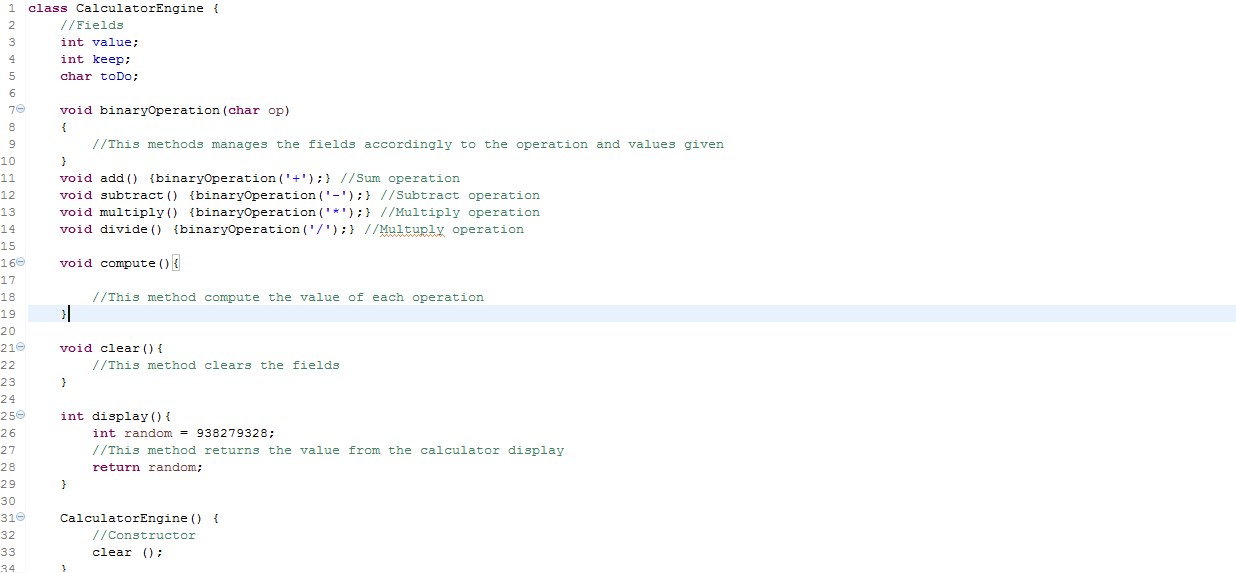 1 class CalculatorEngine {
2 //Fields
3 int value;
4 int keep;
5 char toDo;
6
7 void binaryOperation(char op)
8 {
9 //This methods manages the fields accordingly to the operation and values given
10 }
11 void add() {binaryOperation('+');} //Sum operation
12 void subtract() {binaryOperation('-');} //Subtract operation
13 void multiply() {binaryOperation('*');} //Multiply operation
14 void divide() {binaryOperation('/');} //Multuply operation
15
16 void compute(){
17
18 //This method compute the value of each operation
19 }
20
21 void clear(){
22 //This method clears the fields
23 }
24
25 int display(){
26 int random = 938279328;
27 //This method returns the value from the calculator display
28 return random;
29 }
30
31 CalculatorEngine() {
32 //Constructor
33 clear ();
34 }